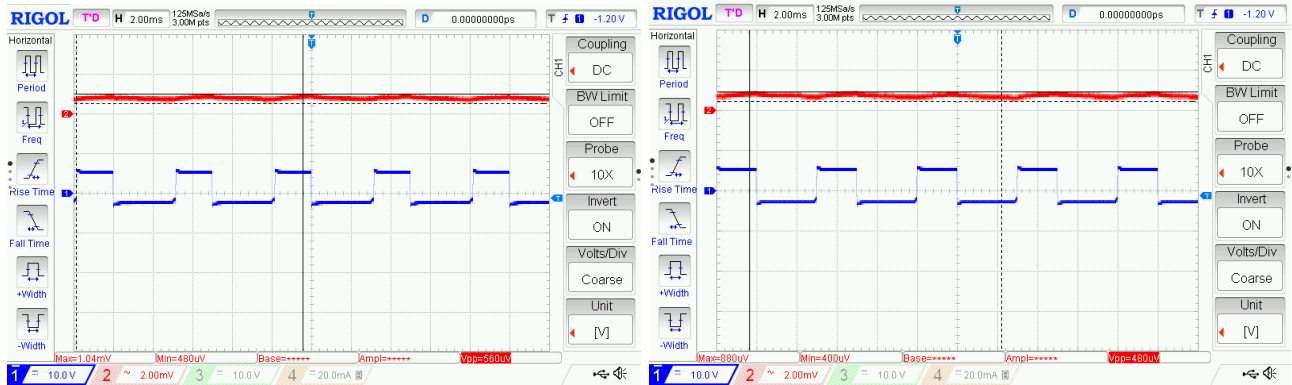 RIGOL T'D H 2.00ms 125MSa/s 3.00M pts T D 0.00000000ps T 1 -1.20 V
Horizontal
Period
Freq
Rise Time
Fall Time
+Width
-Width
2
1
T
T
CH1
Coupling
DC
BW Limit
OFF
Probe
10X
Invert
ON
Volts/Div
Coarse
Unit
[V]
Max=1.04mV Min=480uV Base=***** Ampl=***** Vpp=560uV
1 = 10.0 V 2 ~ 2.00mV 3 = 10.0 V 4 = 20.0mA
RIGOL T'D H 2.00ms 125MSa/s 3.00M pts T D 0.00000000ps T 1 -1.20 V
Horizontal
Period
Freq
Rise Time
Fall Time
+Width
-Width
2
1
T
T
CH1
Coupling
DC
BW Limit
OFF
Probe
10X
Invert
ON
Volts/Div
Coarse
Unit
[V]
Max=880uV Min=400uV Base=***** Ampl=***** Vpp=480uV
1 = 10.0 V 2 ~ 2.00mV 3 = 10.0 V 4 = 20.0mA